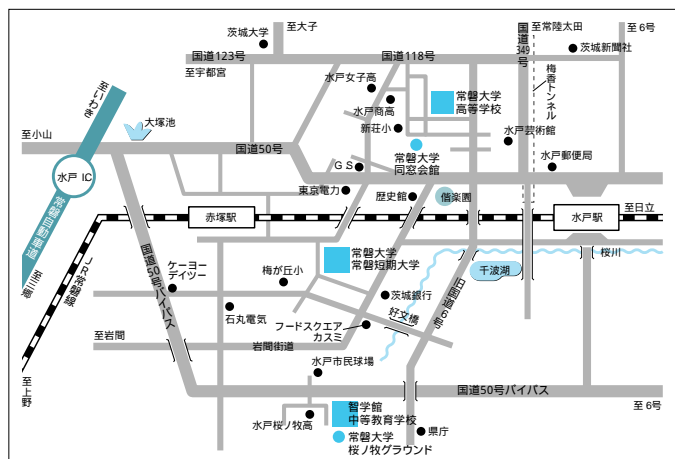 茨城大学
至大子
国道349号
至常陸太田
茨城新聞社
至 6号
国道123号
国道118号
至宇都宮
水戸女子高
梅香トンネル
至いわき
大塚池
水戸商高
常磐大学
高等学校
新荘小
至小山
国道50号
常磐大学
同窓会館
水戸芸術館
水戸郵便局
GS
水戸 IC
東京電力
歴史館
偕楽園
常磐自動車道
赤塚駅
水戸駅
至日立
JR常磐線
国道50号バイパス
常磐大学
常磐短期大学
桜川
千波湖
至三郷
ケーヨー
デイツー
梅が丘小
旧国道6号
茨城銀行
好文橋
石丸電気
フードスクエア
カスミ
至岩間
岩間街道
水戸市民球場
至上野
国道50号バイパス
至 6号
智学館
中等教育学校
水戸桜ノ牧高
常磐大学
桜ノ牧グラウンド
県庁